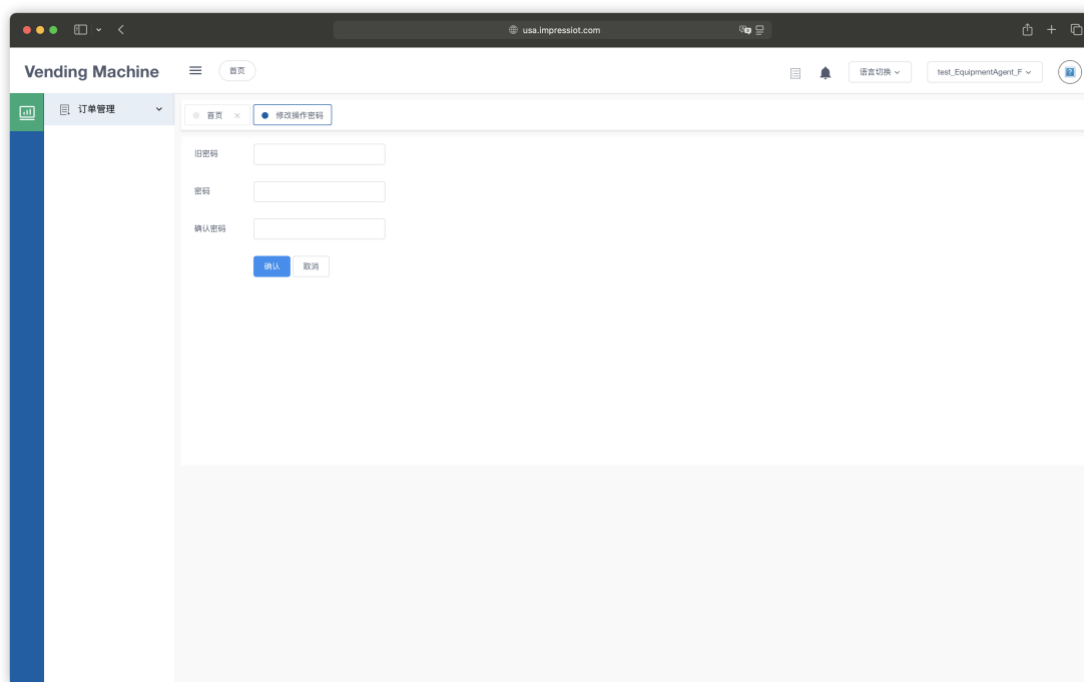 usa.impressiot.com
Vending Machine
首页
语言切换
test_EquipmentAgent_F
订单管理
首页
修改操作密码
旧密码
密码
确认密码
确认
取消